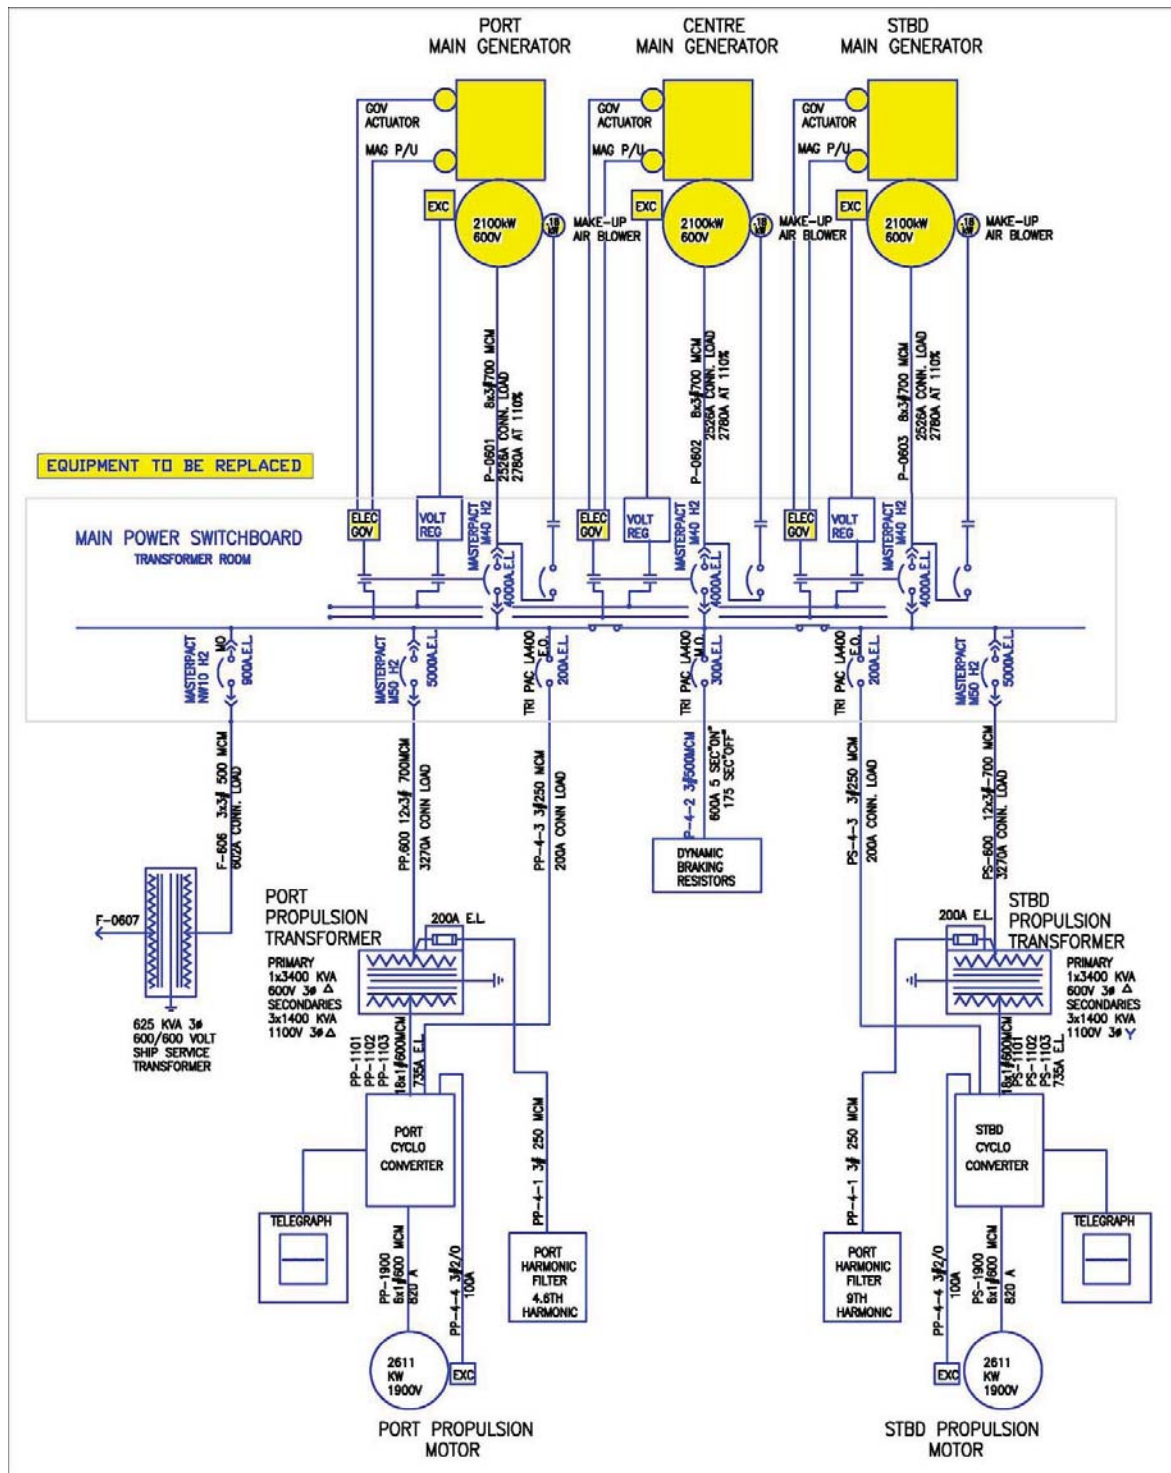 PORT
MAIN GENERATOR
CENTRE
MAIN GENERATOR
STBD
MAIN GENERATOR
GOV
ACTUATOR
MAG P/U
EXC
2100kW
600V
.18
kW
MAKE-UP
AIR BLOWER
GOV
ACTUATOR
MAG P/U
EXC
2100kW
600V
.18
kW
MAKE-UP
AIR BLOWER
GOV
ACTUATOR
MAG P/U
EXC
2100kW
600V
.18
kW
MAKE-UP
AIR BLOWER
P-0601 8x3#700 MCM
2526A CONN. LOAD
2780A AT 110%
P-0602 8x3#700 MCM
2526A CONN. LOAD
2780A AT 110%
P-0603 8x3#700 MCM
2526A CONN. LOAD
2780A AT 110%
EQUIPMENT TO BE REPLACED
MAIN POWER SWITCHBOARD
TRANSFORMER ROOM
ELEC
GOV
VOLT
REG
MASTERPACT
M40 H2
4000A.E.L
ELEC
GOV
VOLT
REG
MASTERPACT
M40 H2
4000A.E.L
ELEC
GOV
VOLT
REG
MASTERPACT
M40 H2
4000A.E.L
MASTERPACT
NW10 H2
MO
900A.E.L
MASTERPACT
M50 H2
5000A.E.L
TRI PAC LA400
E.O.
200A.E.L
TRI PAC LA400
M.O.
300A.E.L
TRI PAC LA400
E.O.
200A.E.L
MASTERPACT
M50 H2
5000A.E.L
F-606 3x3# 500 MCM
602A CONN. LOAD
PP.600 12x3# 700MCM
3270A CONN LOAD
PP-4-3 3#250 MCM
200A CONN LOAD
P-4-2 3#500MCM
600A 5 SEC"ON"
175 SEC"OFF"
PS-4-3 3#250 MCM
200A CONN. LOAD
PS-600 12x3#-700 MCM
3270A CONN. LOAD
DYNAMIC
BRAKING
RESISTORS
F-0607
625 KVA 3ø
600/600 VOLT
SHIP SERVICE
TRANSFORMER
PORT
PROPULSION
TRANSFORMER
PRIMARY
1x3400 KVA
600V 3ø Δ
SECONDARIES
3x1400 KVA
1100V 3ø Δ
200A E.L.
STBD
PROPULSION
TRANSFORMER
PRIMARY
1x3400 KVA
600V 3ø Δ
SECONDARIES
3x1400 KVA
1100V 3ø Y
200A E.L.
PP-1101
PP-1102
PP-1103
18x1#600MCM
735A E.L.
18x1#600MCM
PS-1101
PS-1102
PS-1103
735A E.L.
PORT
CYCLO
CONVERTER
STBD
CYCLO
CONVERTER
TELEGRAPH
TELEGRAPH
PP-4-1 3# 250 MCM
PP-4-1 3# 250 MCM
PORT
HARMONIC
FILTER
4.6TH
HARMONIC
PORT
HARMONIC
FILTER
9TH
HARMONIC
PP-1900
6x1#600 MCM
820 A
PP-4-4 3#2/0
100A
PP-4-4 3#2/0
100A
PS-1900
6x1#600 MCM
820 A
2611
KW
1900V
EXC
EXC
2611
KW
1900V
PORT PROPULSION
MOTOR
STBD PROPULSION
MOTOR